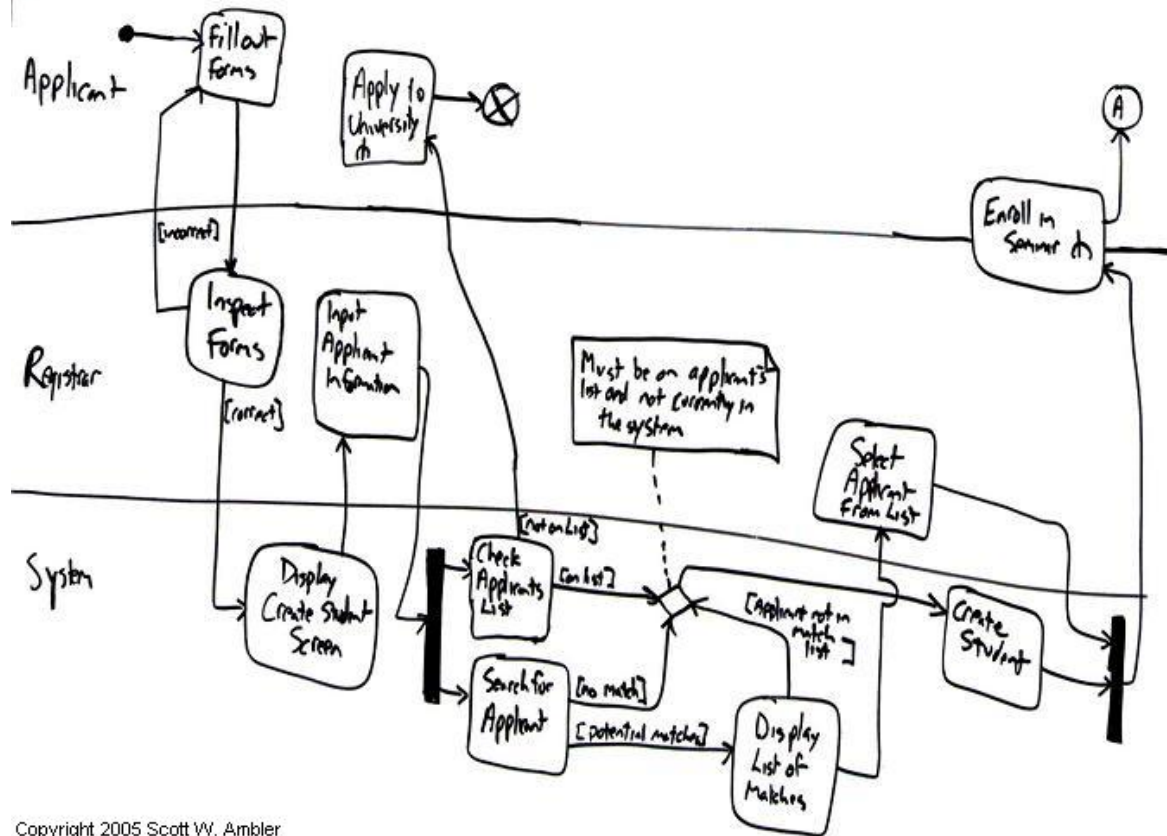 Applicant
Fill out
Forms
Apply to
University
A
Enroll in
Seminar
[incorrect]
Registrar
Inspect
Forms
[correct]
Input
Applicant
Information
Must be on applicant's
list and not currently in
the system
Select
Applicant
From List
System
Display
Create Student
Screen
[not on List]
Check
Applicants
List
[on list]
[Applicant not in
match
list
]
Create
Student
Search for
Applicant
[no match]
[potential matches]
Display
List of
Matches
Copyright 2005 Scott W. Ambler